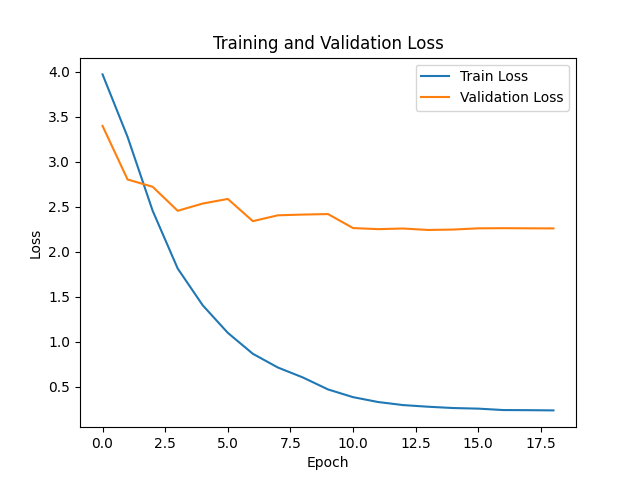 Training and Validation Loss
Train Loss
Validation Loss
4.0
3.5
3.0
2.5
2.0
1.5
1.0
0.5
Loss
0.0 2.5 5.0 7.5 10.0 12.5 15.0 17.5
Epoch